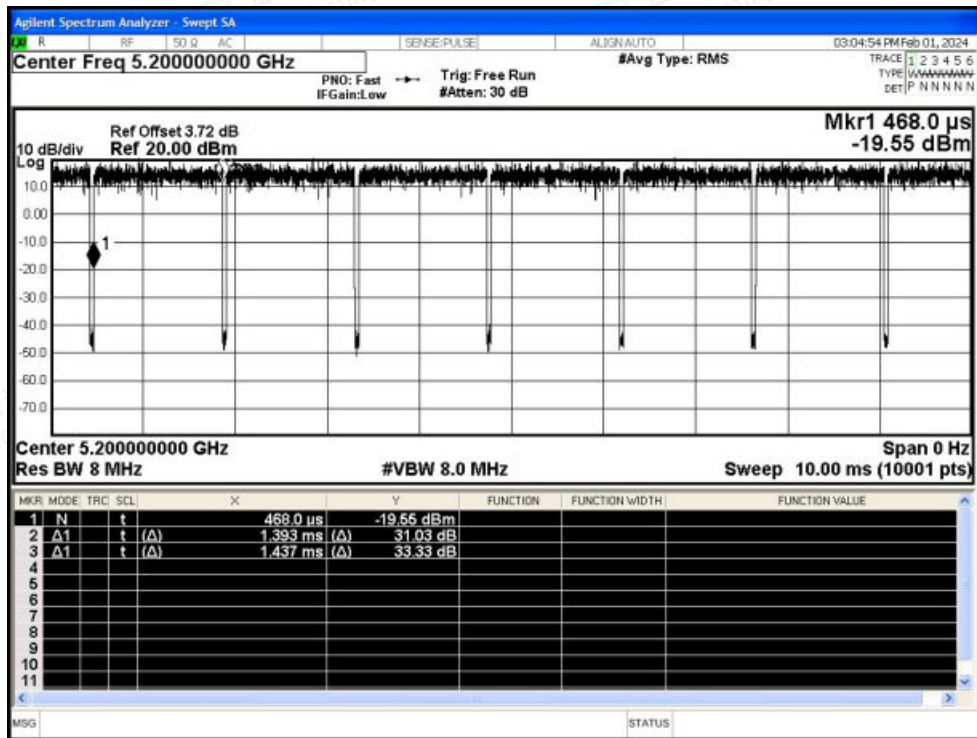 Agilent Spectrum Analyzer - Swept SA
LXI R RF 50 Ω AC SENSE:PULSE ALIGN AUTO 03:04:54 PM Feb 01, 2024
Center Freq 5.200000000 GHz #Avg Type: RMS TRACE 1 2 3 4 5 6
PNO: Fast Trig: Free Run TYPE WWWWWW
IFGain:Low #Atten: 30 dB DET P N N N N N
Mkr1 468.0 µs
Ref Offset 3.72 dB
10 dB/div Ref 20.00 dBm -19.55 dBm
Log
10.0
0.00
-10.0
1
-20.0
-30.0
-40.0
-50.0
-60.0
-70.0
Center 5.200000000 GHz Span 0 Hz
Res BW 8 MHz #VBW 8.0 MHz Sweep 10.00 ms (10001 pts)
MKR MODE TRC SCL X Y FUNCTION FUNCTION WIDTH FUNCTION VALUE
1 N t 468.0 µs -19.55 dBm
2 Δ1 t (Δ) 1.393 ms (Δ) 31.03 dB
3 Δ1 t (Δ) 1.437 ms (Δ) 33.33 dB
4
5
6
7
8
9
10
11
MSG STATUS